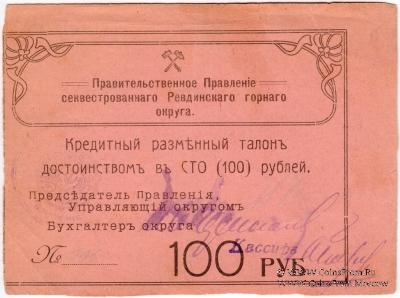 Правительственное Правленіе
секвестрованнаго Ревдинскаго горнаго
округа.
Кредитный размѣнный талонъ
достоинствомъ въ СТО (100) рублей.
Предсѣдатель Правленія,
Управляющій округомъ
Бухгалтеръ округа
Кассиръ
№
100 РУБ.